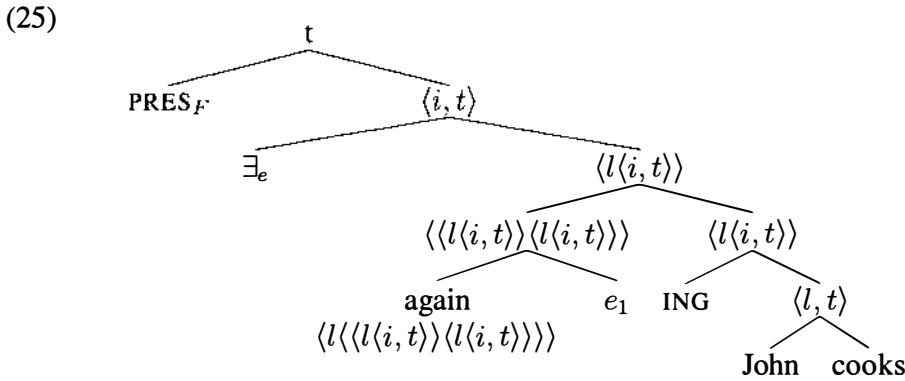 (25)
t
PRES_F ⟨i, t⟩
∃_e ⟨l⟨i, t⟩⟩
⟨⟨l⟨i, t⟩⟩⟨l⟨i, t⟩⟩⟩ ⟨l⟨i, t⟩⟩
again e_1 ING ⟨l, t⟩
⟨l⟨⟨l⟨i, t⟩⟩⟨l⟨i, t⟩⟩⟩⟩
John cooks